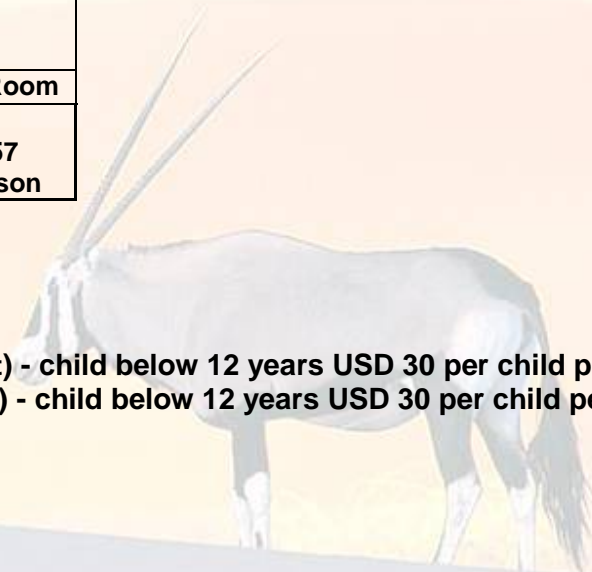 Room
57
son
) - child below 12 years USD 30 per child p
) - child below 12 years USD 30 per child pe